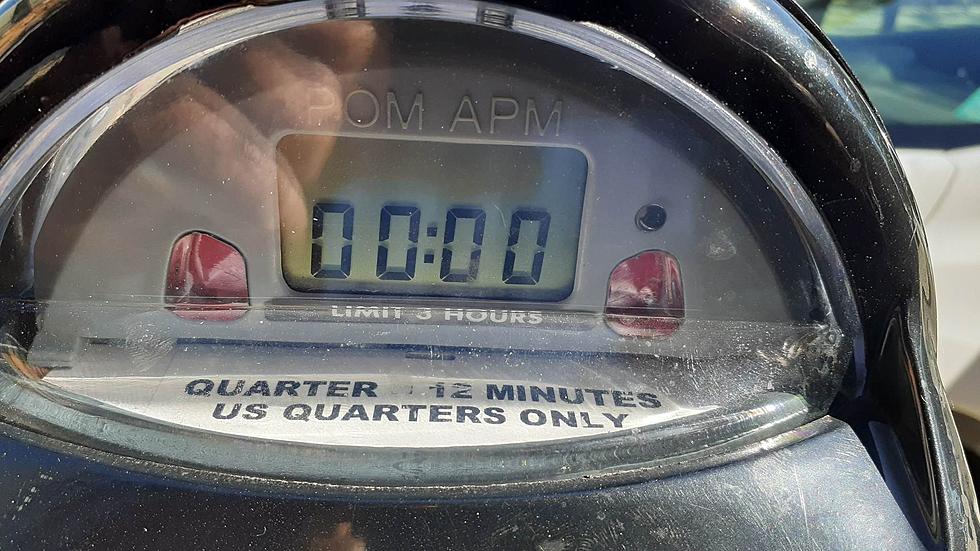 POM APM
00:00
LIMIT 3 HOURS
QUARTER 12 MINUTES
US QUARTERS ONLY